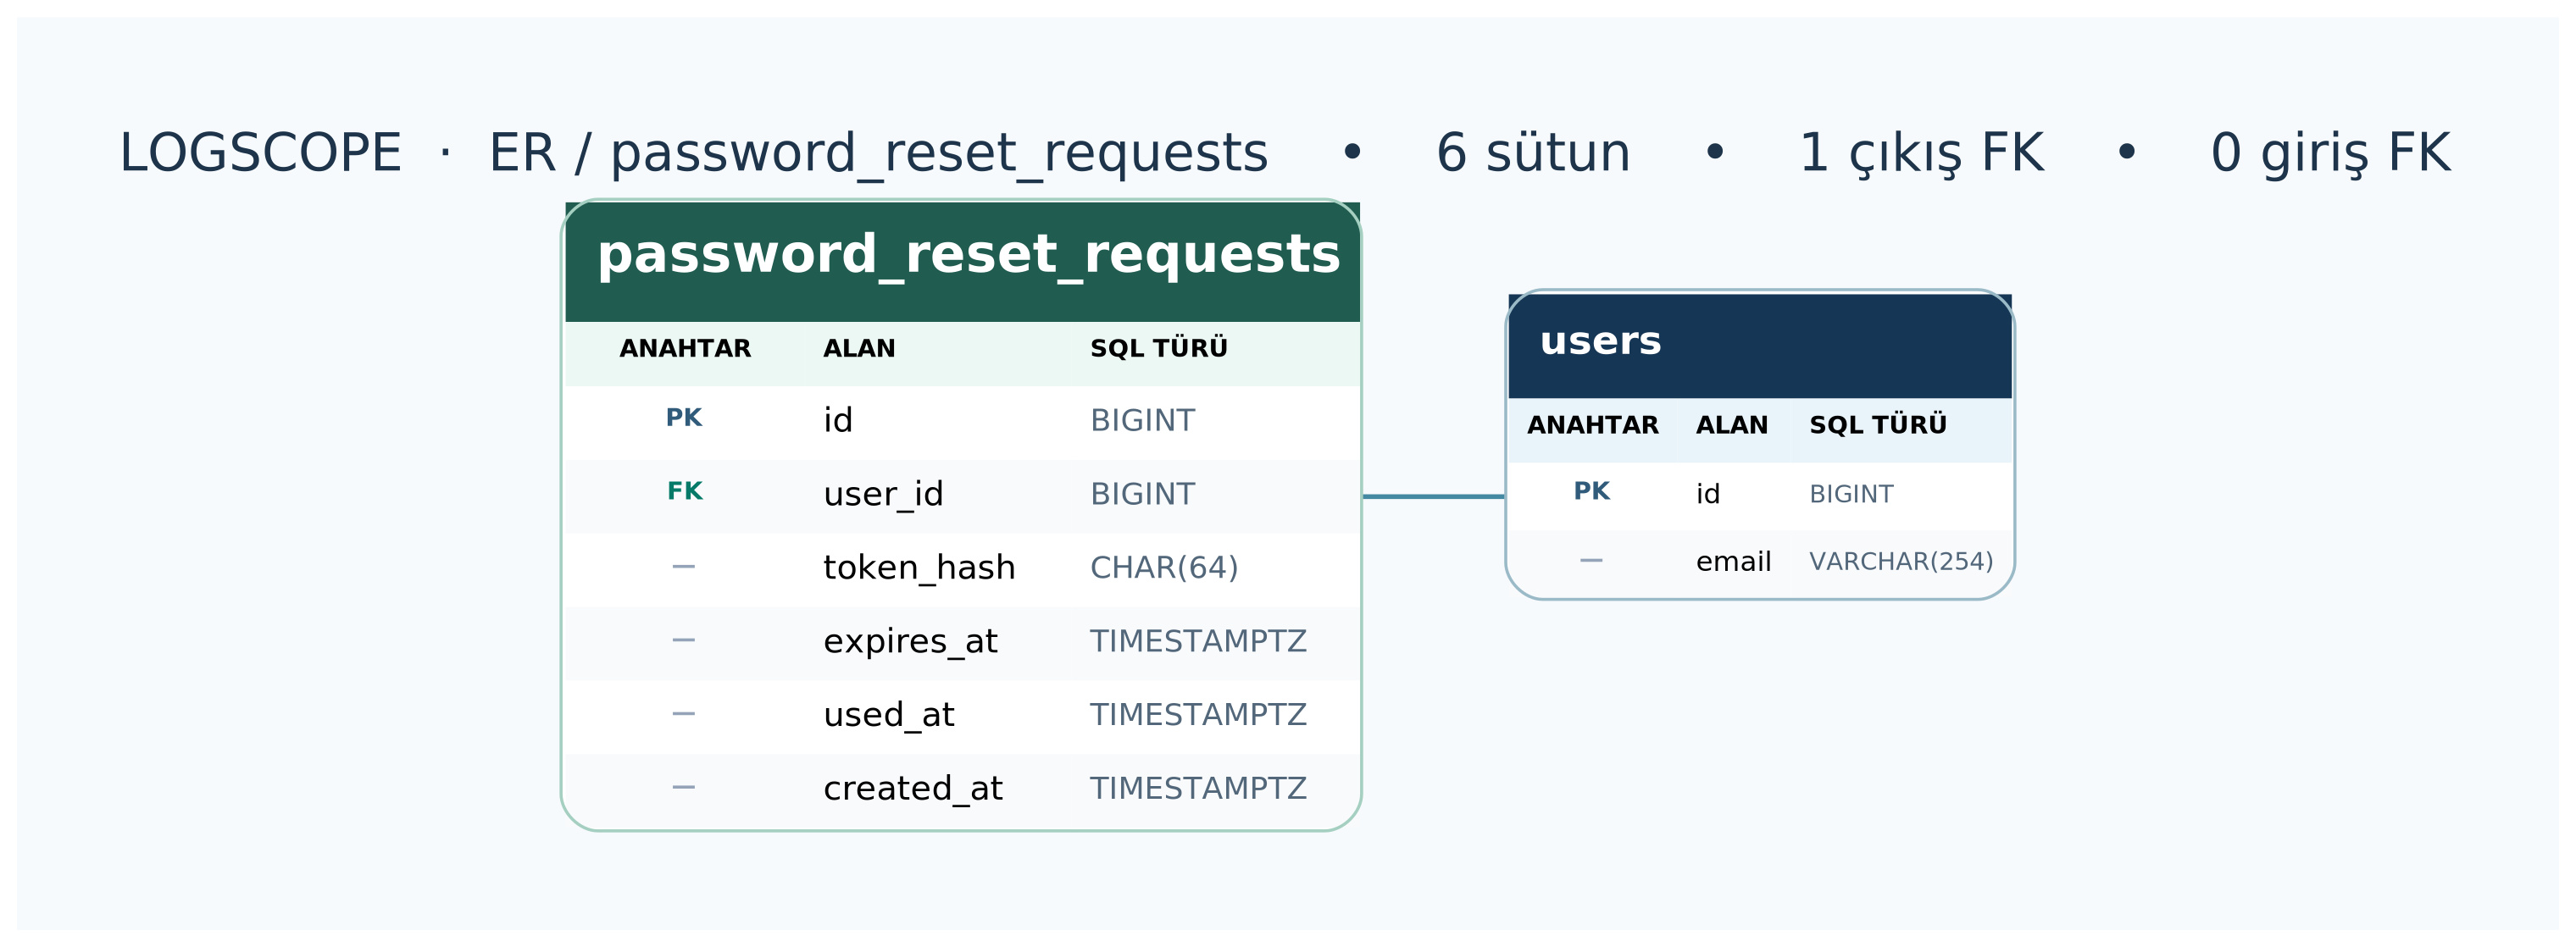 LOGSCOPE · ER / password_reset_requests • 6 sütun • 1 çıkış FK • 0 giriş FK
password_reset_requests
ANAHTAR ALAN SQL TÜRÜ
PK id BIGINT
FK user_id BIGINT
— token_hash CHAR(64)
— expires_at TIMESTAMPTZ
— used_at TIMESTAMPTZ
— created_at TIMESTAMPTZ
users
ANAHTAR ALAN SQL TÜRÜ
PK id BIGINT
— email VARCHAR(254)